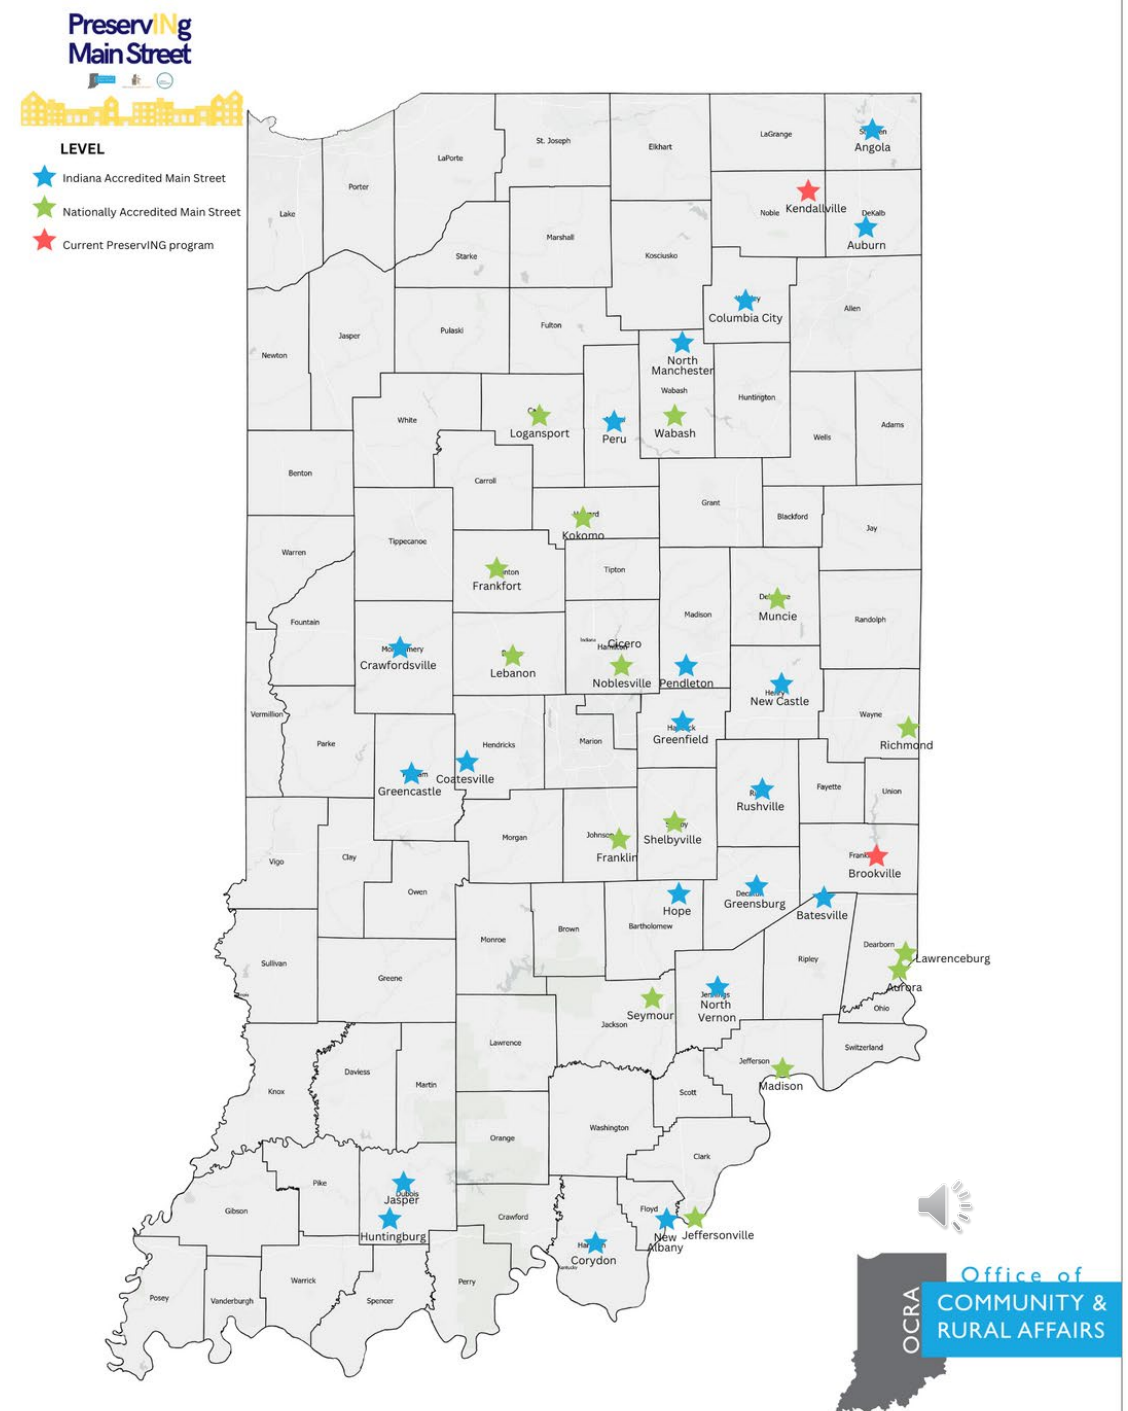 PreservINg
Main Street
LEVEL
Indiana Accredited Main Street
Nationally Accredited Main Street
Current PreservING program
St. Joseph
LaGrange
Elkhart
LaPorte
Porter
Lake
Angola
Kendallville
Noble
DeKalb
Auburn
Marshall
Starke
Kosciusko
Columbia City
Allen
Fulton
Pulaski
Jasper
Newton
North
Manchester
Wabash
Huntington
White
Logansport
Peru
Wabash
Wells
Adams
Benton
Carroll
Grant
Blackford
Jay
Kokomo
Tippecanoe
Warren
Tipton
Frankfort
Muncie
Madison
Randolph
Fountain
Cicero
Crawfordsville
Lebanon
Noblesville
Pendleton
New Castle
Vermillion
Parke
Hendricks
Marion
Greenfield
Wayne
Richmond
Greencastle
Coatesville
Rushville
Fayette
Union
Morgan
Johnson
Franklin
Shelbyville
Brookville
Vigo
Clay
Owen
Hope
Greensburg
Batesville
Bartholomew
Brown
Monroe
Dearborn
Lawrenceburg
Ripley
Sullivan
Greene
Aurora
Ohio
North
Vernon
Seymour
Jackson
Lawrence
Switzerland
Jefferson
Madison
Daviess
Martin
Knox
Scott
Washington
Orange
Clark
Pike
Dubois
Jasper
Gibson
Crawford
Floyd
Huntingburg
New
Albany
Jeffersonville
Corydon
Perry
Warrick
Spencer
Vanderburgh
Posey
Office of
COMMUNITY &
RURAL AFFAIRS
OCRA